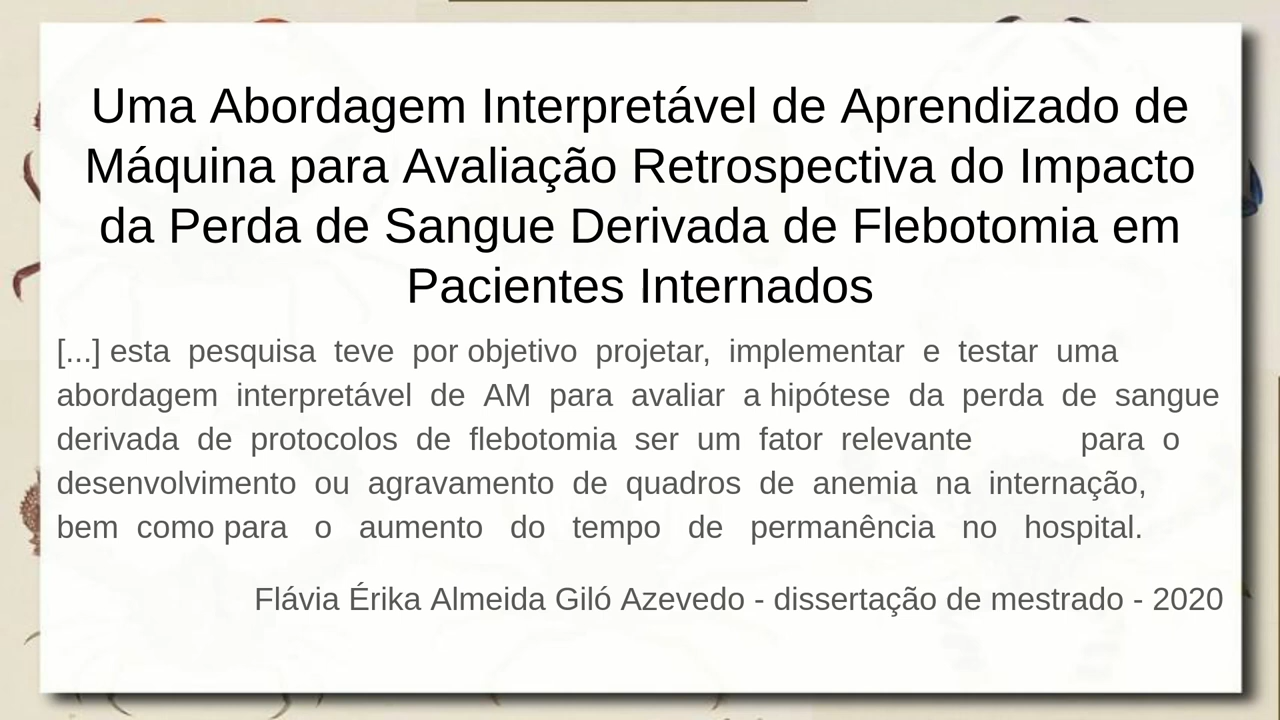 Uma Abordagem Interpretável de Aprendizado de
Máquina para Avaliação Retrospectiva do Impacto
da Perda de Sangue Derivada de Flebotomia em
Pacientes Internados
[...] esta pesquisa teve por objetivo projetar, implementar e testar uma
abordagem interpretável de AM para avaliar a hipótese da perda de sangue
derivada de protocolos de flebotomia ser um fator relevante para o
desenvolvimento ou agravamento de quadros de anemia na internação,
bem como para o aumento do tempo de permanência no hospital.
Flávia Érika Almeida Giló Azevedo - dissertação de mestrado - 2020